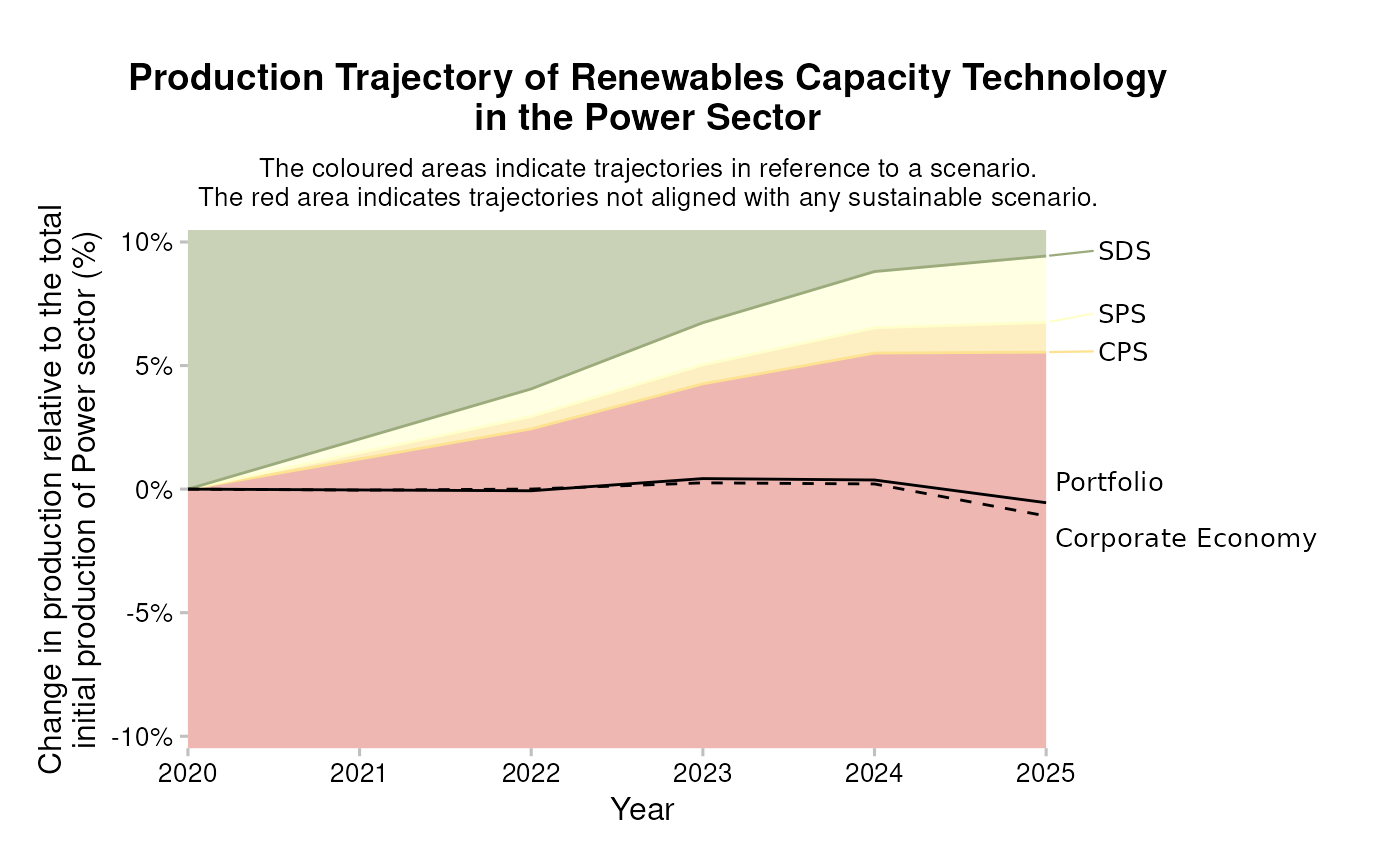 Production Trajectory of Renewables Capacity Technology
in the Power Sector
The coloured areas indicate trajectories in reference to a scenario.
The red area indicates trajectories not aligned with any sustainable scenario.
Change in production relative to the total
initial production of Power sector (%)
10%
5%
0%
-5%
-10%
SDS
SPS
CPS
Portfolio
Corporate Economy
2020
2021
2022
2023
2024
2025
Year